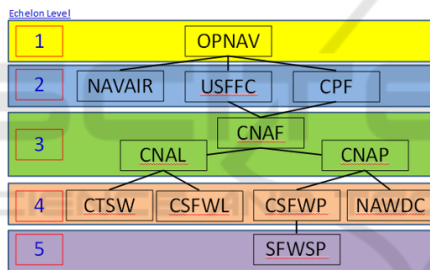 Echelon Level
1 OPNAV
2 NAVAIR USFFC CPF
3 CNAF
CNAL CNAP
4 CTSW CSFWL CSFWP NAWDC
5 SFWSP